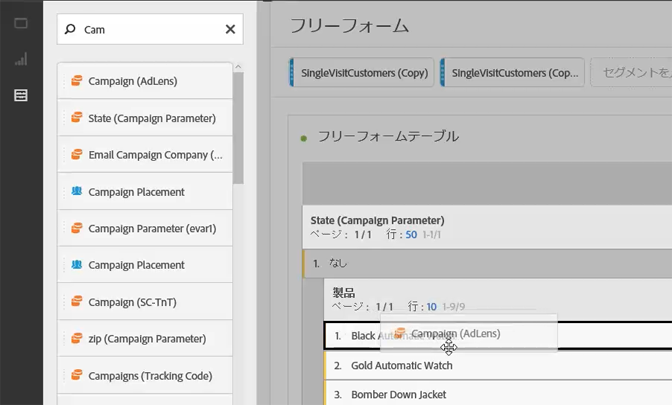 Cam
Campaign (AdLens)
State (Campaign Parameter)
Email Campaign Company (...
Campaign Placement
Campaign Parameter (evar1)
Campaign Placement
Campaign (SC-TnT)
zip (Campaign Parameter)
Campaigns (Tracking Code)
フリーフォーム
SingleVisitCustomers (Copy)
SingleVisitCustomers (Cop...
セグメントを
フリーフォームテーブル
State (Campaign Parameter)
ページ： 1 / 1 行：50 1-1/1
1. なし
製品
ページ： 1 / 1 行：10 1-9/9
1. Black
Campaign (AdLens)
2. Gold Automatic Watch
3. Bomber Down Jacket